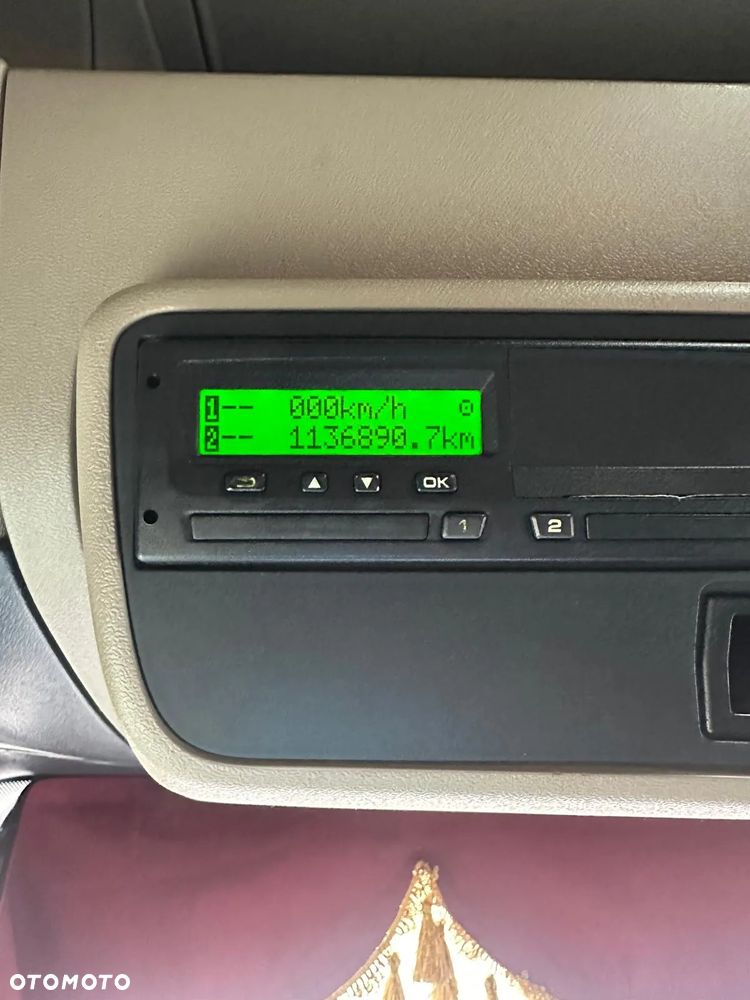 1-- 000km/h
2-- 1136890.7km
▲ ▼ OK
1 2
OTOMOTO